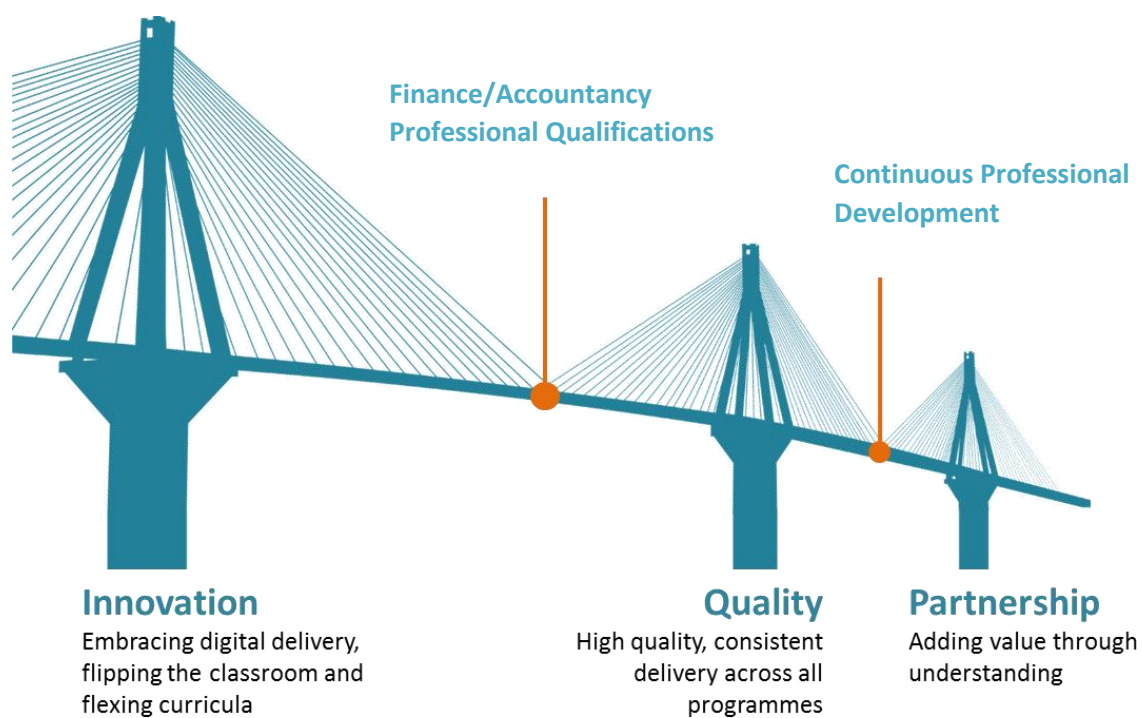 Finance/Accountancy
Professional Qualifications
Continuous Professional
Development
Innovation
Embracing digital delivery,
flipping the classroom and
flexing curricula
Quality
High quality, consistent
delivery across all
programmes
Partnership
Adding value through
understanding